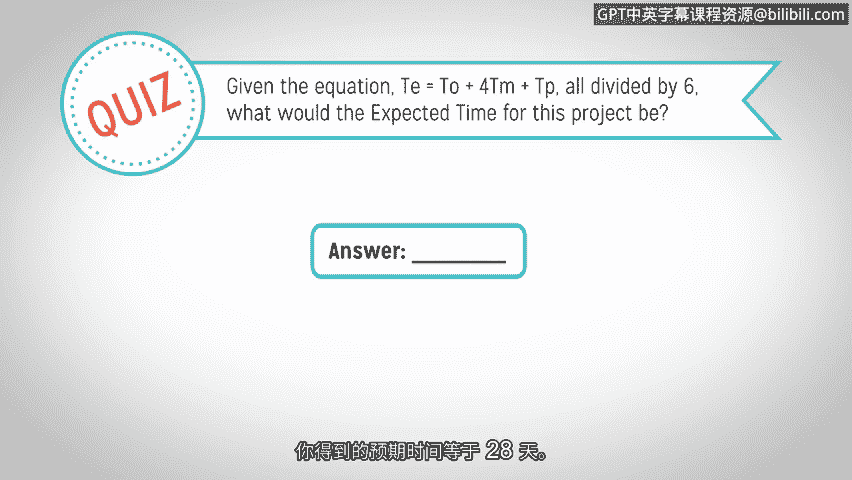 GPT中英字幕课程资源@bilibili.com
QUIZ
Given the equation, Te = To + 4Tm + Tp, all divided by 6,
what would the Expected Time for this project be?
Answer: ________
你得到的预期时间等于 28 天。